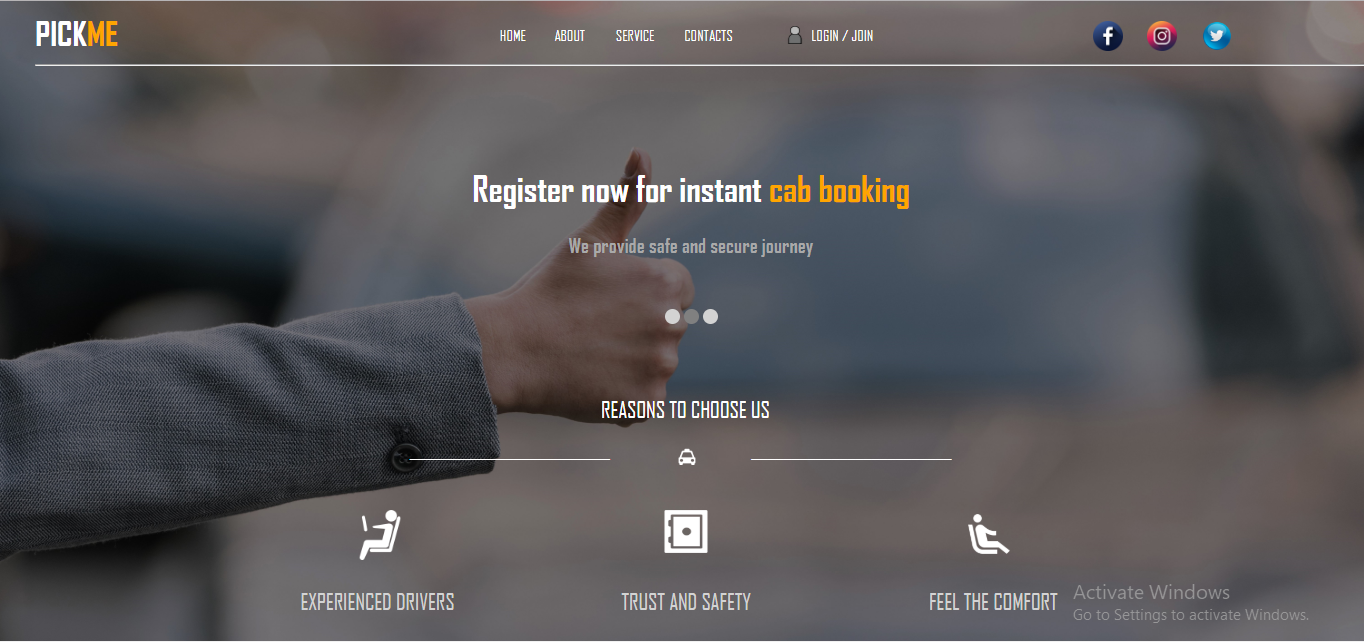 PICKME
HOME ABOUT SERVICE CONTACTS LOGIN / JOIN
Register now for instant cab booking
We provide safe and secure journey
REASONS TO CHOOSE US
EXPERIENCED DRIVERS
TRUST AND SAFETY
FEEL THE COMFORT
Activate Windows
Go to Settings to activate Windows.